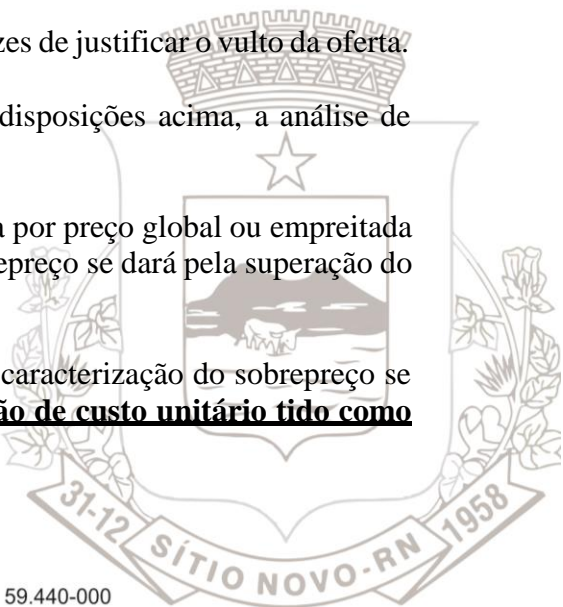 zes de justificar o vulto da oferta.
disposições acima, a análise de
a por preço global ou empreitada
epreço se dará pela superação do
caracterização do sobrepreço se
ão de custo unitário tido como
31-12 SÍTIO NOVO-RN 1958
59.440-000